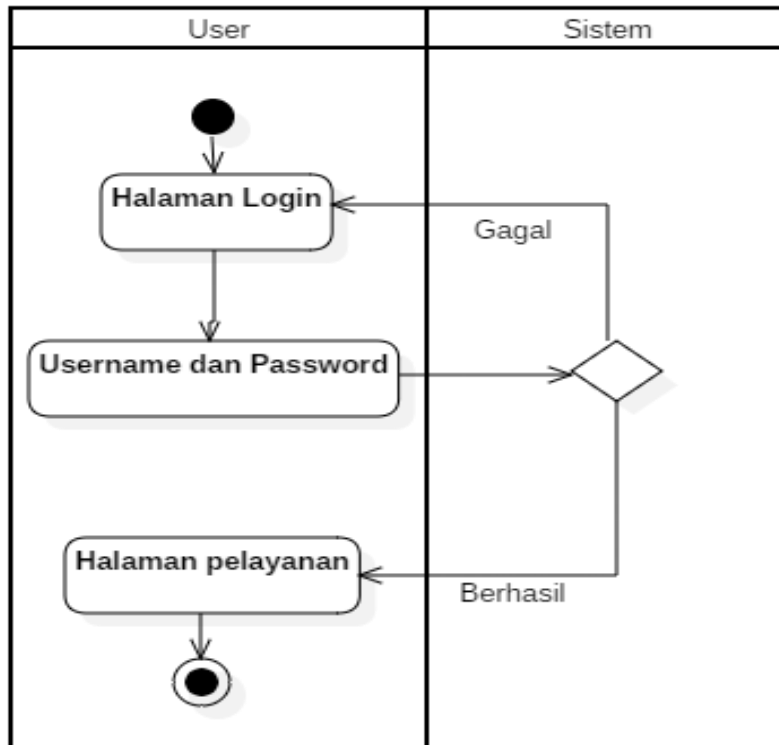 User
Sistem
Halaman Login
Gagal
Username dan Password
Halaman pelayanan
Berhasil